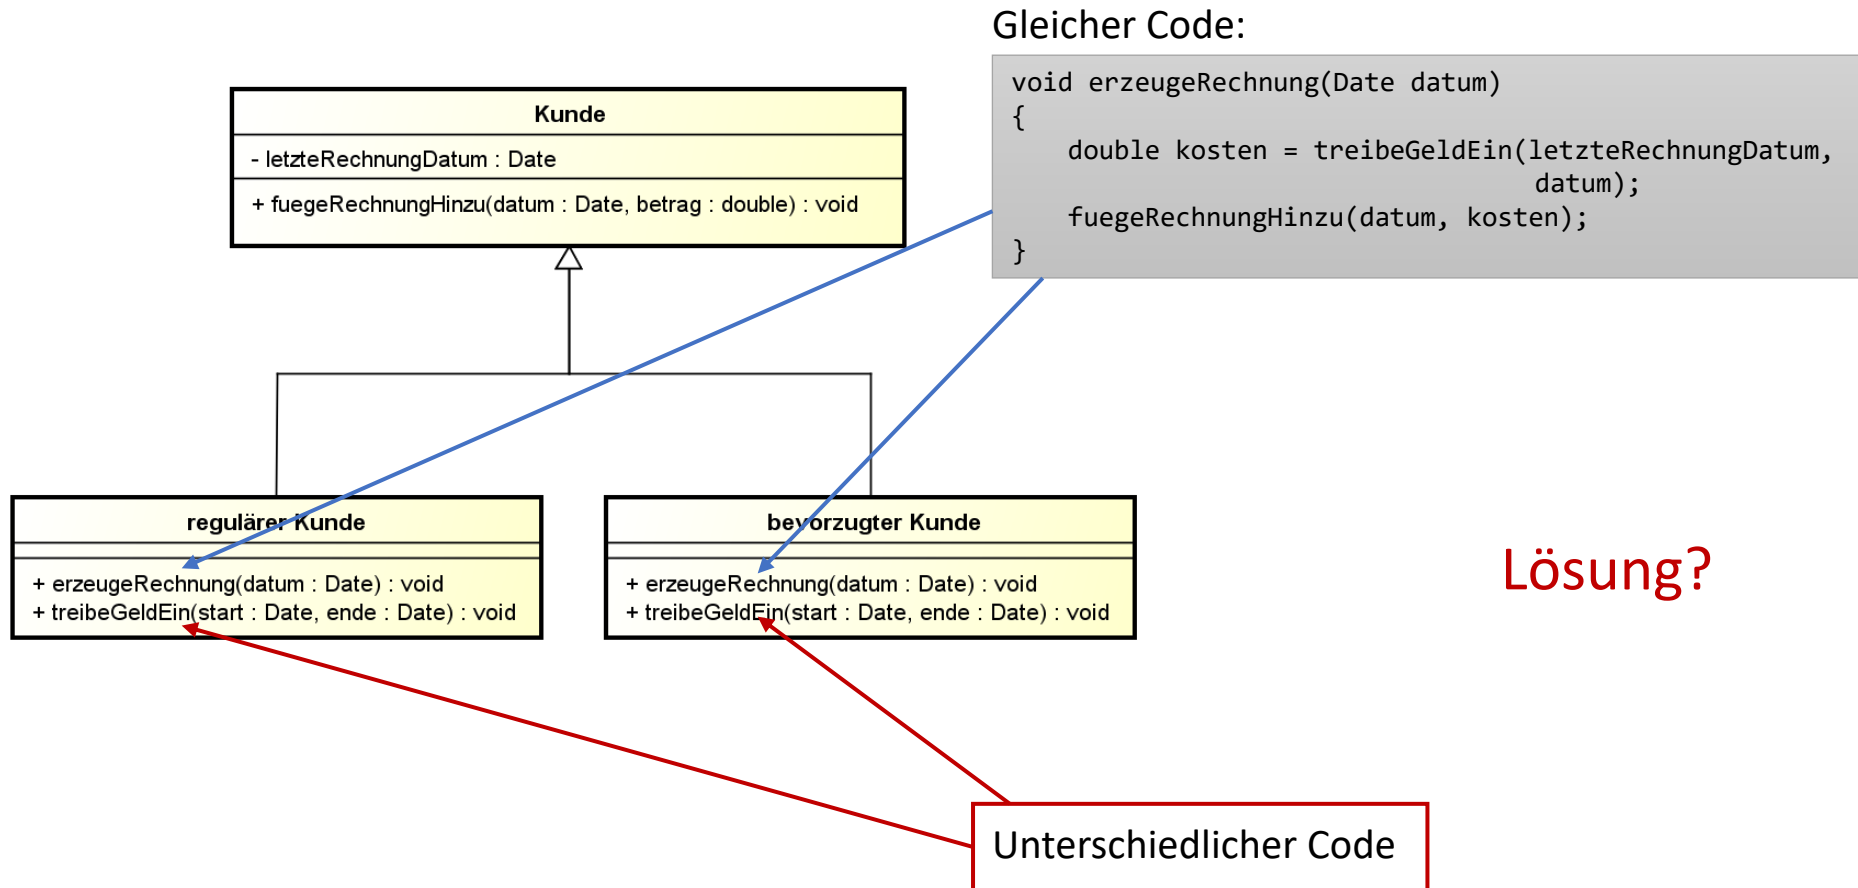 Gleicher Code:
void erzeugeRechnung(Date datum)
{
double kosten = treibeGeldEin(letzteRechnungDatum,
datum);
fuegeRechnungHinzu(datum, kosten);
}
Kunde
- letzteRechnungDatum : Date
+ fuegeRechnungHinzu(datum : Date, betrag : double) : void
regulärer Kunde
+ erzeugeRechnung(datum : Date) : void
+ treibeGeldEin(start : Date, ende : Date) : void
bevorzugter Kunde
+ erzeugeRechnung(datum : Date) : void
+ treibeGeldEin(start : Date, ende : Date) : void
Lösung?
Unterschiedlicher Code